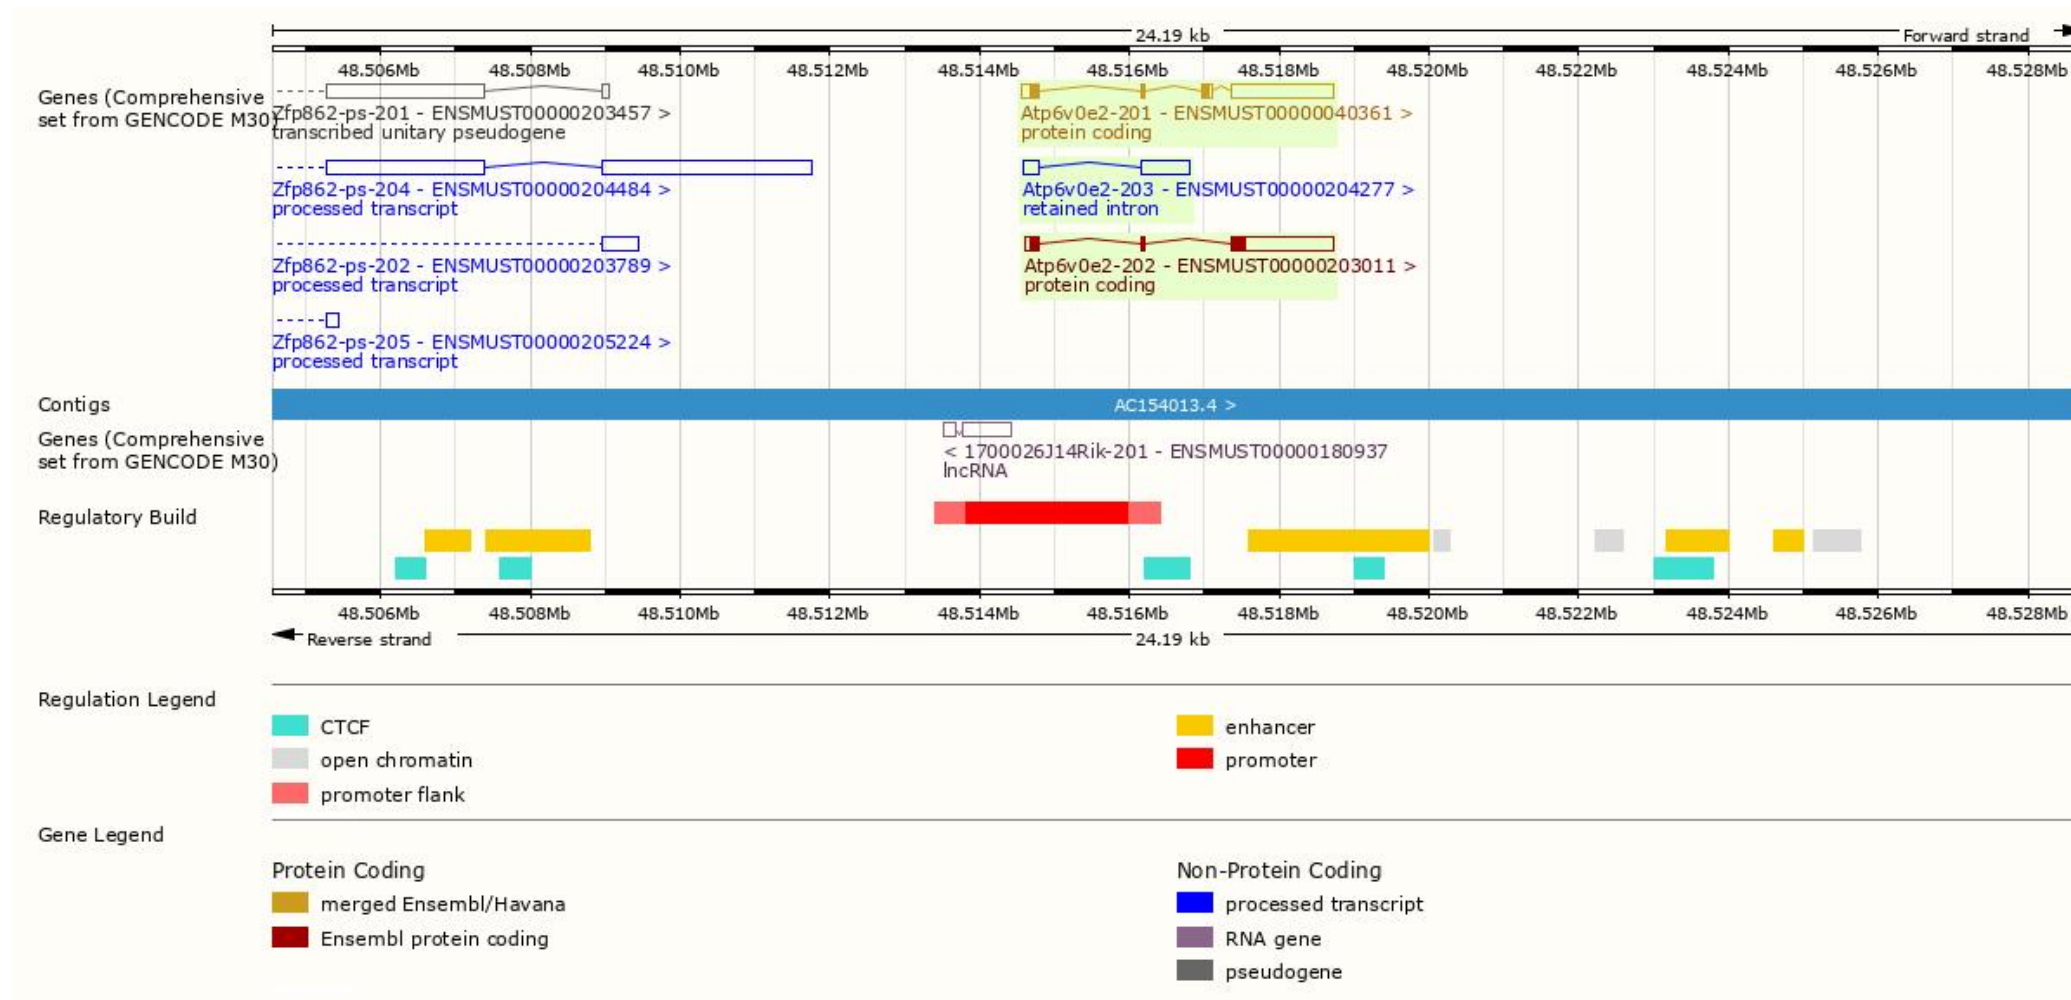 24.19 kb
Forward strand
48.506Mb 48.508Mb 48.510Mb 48.512Mb 48.514Mb 48.516Mb 48.518Mb 48.520Mb 48.522Mb 48.524Mb 48.526Mb 48.528Mb
Genes (Comprehensive
set from GENCODE M30)
Zfp862-ps-201 - ENSMUST00000203457 >
transcribed unitary pseudogene
Atp6v0e2-201 - ENSMUST00000040361 >
protein coding
Zfp862-ps-204 - ENSMUST00000204484 >
processed transcript
Atp6v0e2-203 - ENSMUST00000204277 >
retained intron
Zfp862-ps-202 - ENSMUST00000203789 >
processed transcript
Atp6v0e2-202 - ENSMUST00000203011 >
protein coding
Zfp862-ps-205 - ENSMUST00000205224 >
processed transcript
Contigs
AC154013.4 >
Genes (Comprehensive
set from GENCODE M30)
< 1700026J14Rik-201 - ENSMUST00000180937
lncRNA
Regulatory Build
48.506Mb 48.508Mb 48.510Mb 48.512Mb 48.514Mb 48.516Mb 48.518Mb 48.520Mb 48.522Mb 48.524Mb 48.526Mb 48.528Mb
Reverse strand
24.19 kb
Regulation Legend
CTCF
enhancer
open chromatin
promoter
promoter flank
Gene Legend
Protein Coding
Non-Protein Coding
merged Ensembl/Havana
processed transcript
Ensembl protein coding
RNA gene
pseudogene